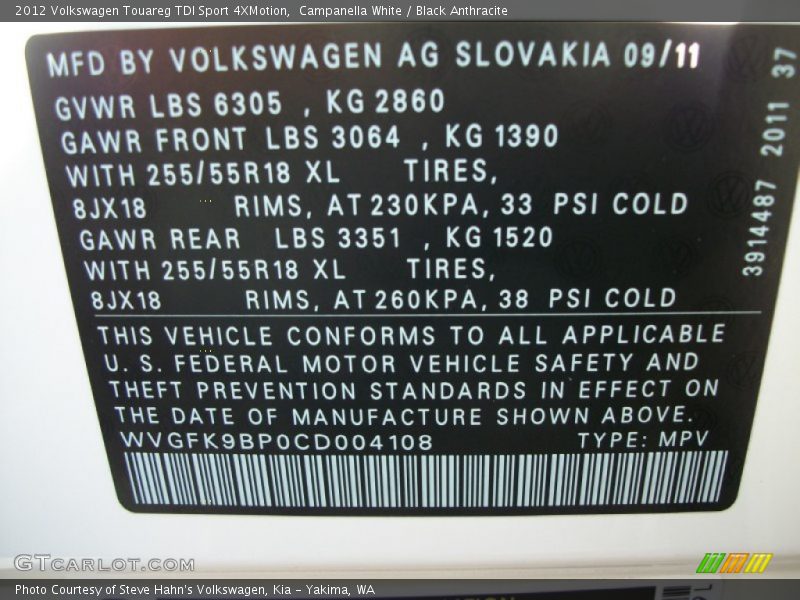 2012 Volkswagen Touareg TDI Sport 4XMotion,  Campanella White / Black Anthracite
MFD BY VOLKSWAGEN AG SLOVAKIA 09/11
GVWR LBS 6305 , KG 2860
GAWR FRONT LBS 3064 , KG 1390
WITH 255/55R18 XL TIRES,
8JX18 RIMS, AT 230KPA, 33 PSI COLD
GAWR REAR LBS 3351 , KG 1520
WITH 255/55R18 XL TIRES,
8JX18 RIMS, AT 260KPA, 38 PSI COLD
THIS VEHICLE CONFORMS TO ALL APPLICABLE
U. S. FEDERAL MOTOR VEHICLE SAFETY AND
THEFT PREVENTION STANDARDS IN EFFECT ON
THE DATE OF MANUFACTURE SHOWN ABOVE.
WVGFK9BP0CD004108 TYPE: MPV
3914487 2011 37
GTCARLOT.COM
Photo Courtesy of Steve Hahn's Volkswagen, Kia - Yakima, WA